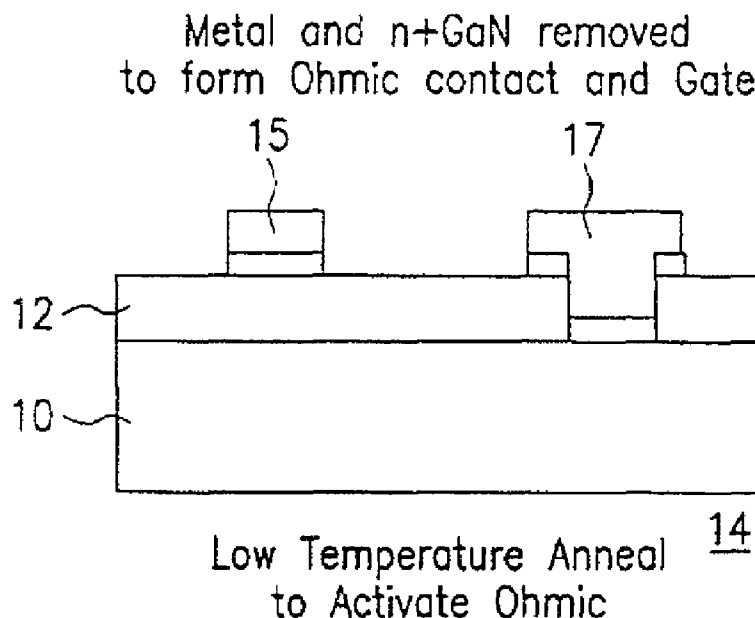 Metal and n+GaN removed
to form Ohmic contact and Gate
15 17
12
10
14
Low Temperature Anneal
to Activate Ohmic